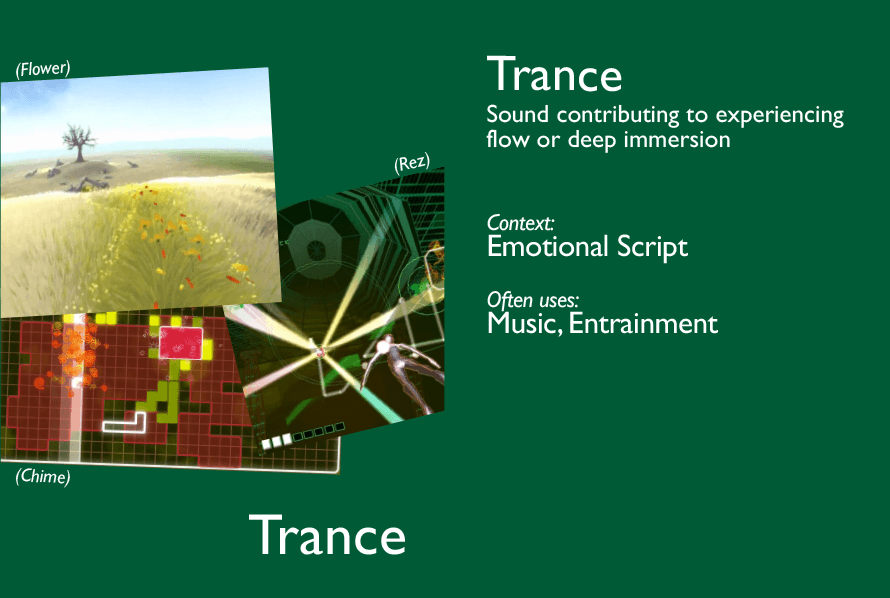 (Flower)
(Rez)
(Chime)
Trance
Trance
Sound contributing to experiencing
flow or deep immersion
Context:
Emotional Script
Often uses:
Music, Entrainment